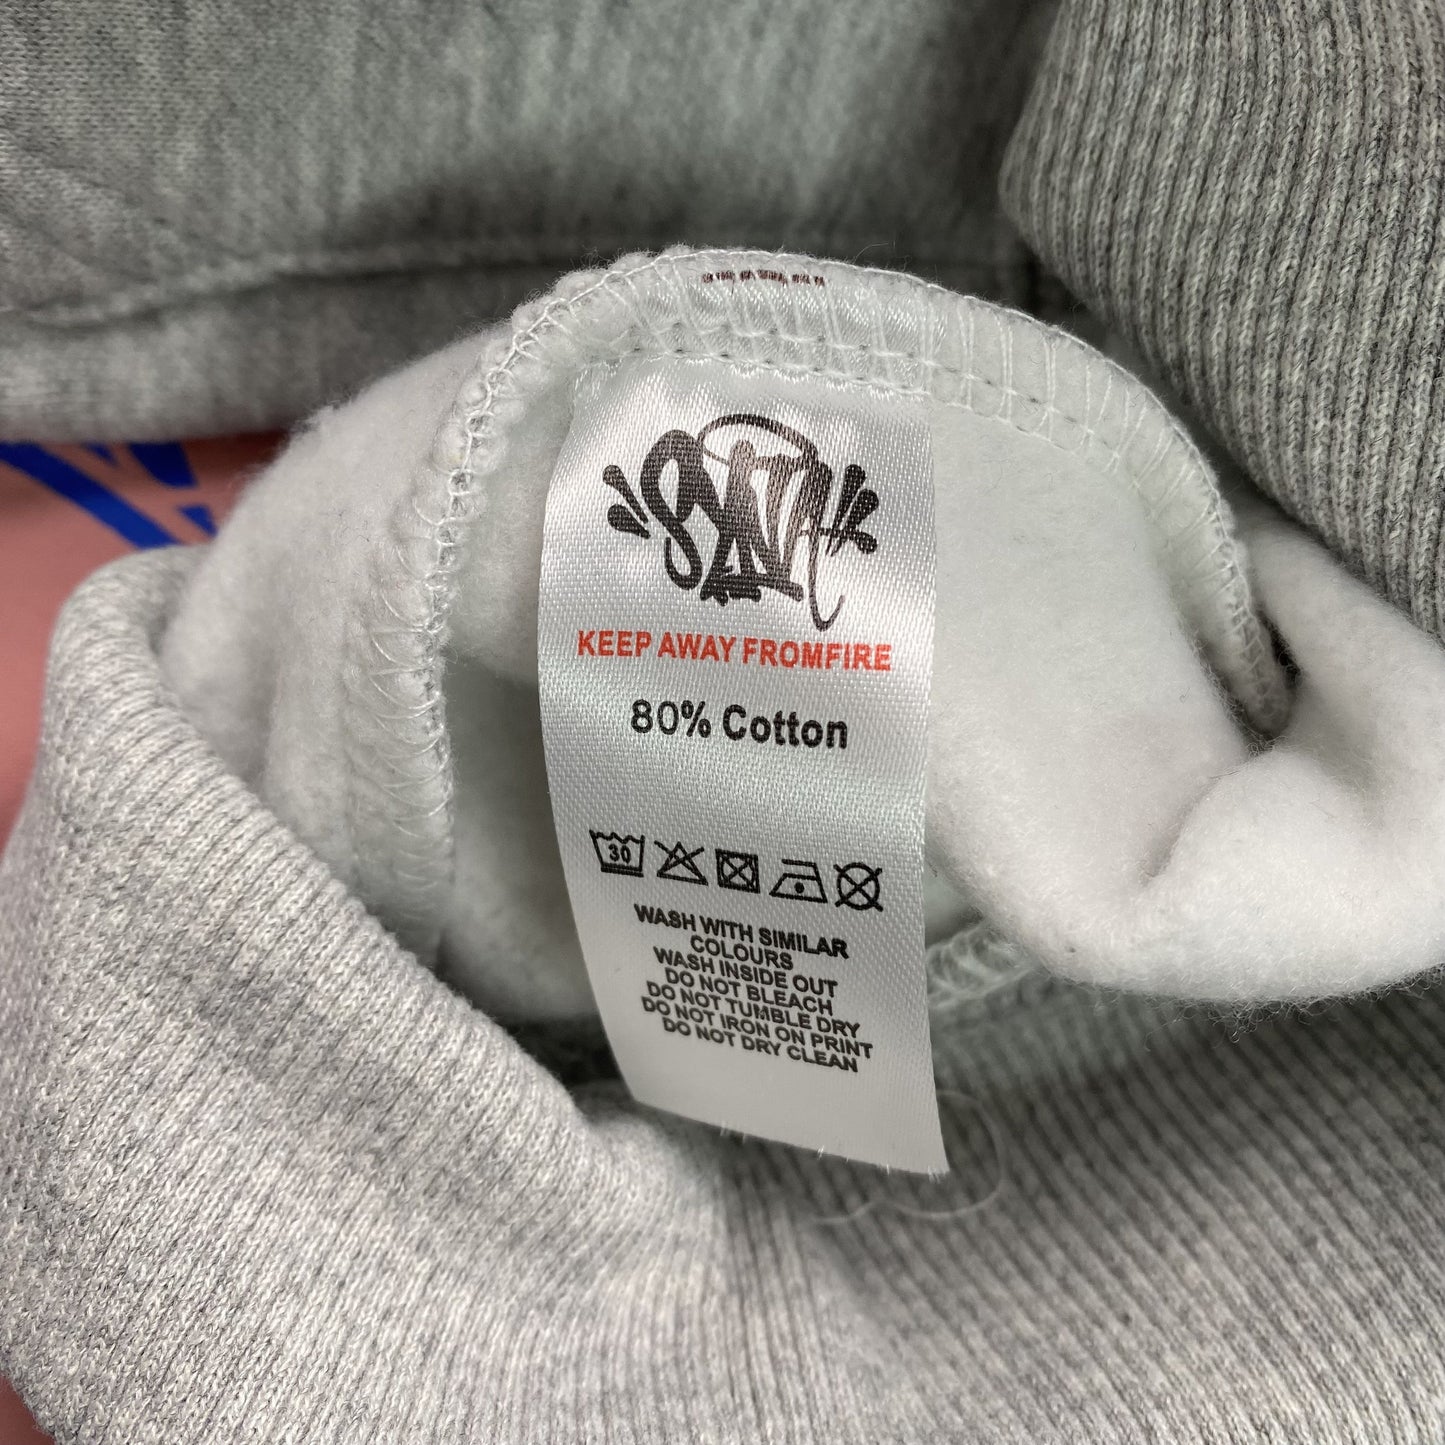 SYNA
KEEP AWAY FROMFIRE
80% Cotton
30
WASH WITH SIMILAR
COLOURS
WASH INSIDE OUT
DO NOT BLEACH
DO NOT TUMBLE DRY
DO NOT IRON ON PRINT
DO NOT DRY CLEAN